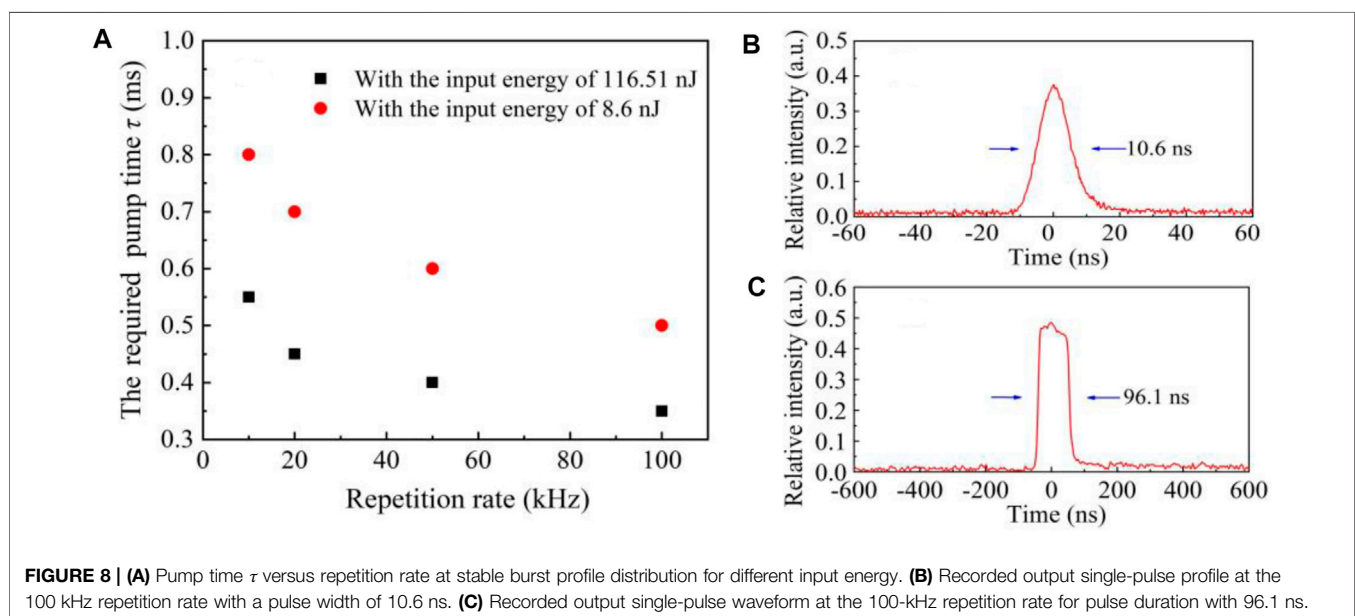 A
The required pump time τ (ms)
1.0
0.9
0.8
0.7
0.6
0.5
0.4
0.3
With the input energy of 116.51 nJ
With the input energy of 8.6 nJ
0 20 40 60 80 100
Repetition rate (kHz)
B
Relative intensity (a.u.)
0.5
0.4
0.3
0.2
0.1
0.0
10.6 ns
-60 -40 -20 0 20 40 60
Time (ns)
C
Relative intensity (a.u.)
0.6
0.5
0.4
0.3
0.2
0.1
0.0
96.1 ns
-600 -400 -200 0 200 400 600
Time (ns)
FIGURE 8 | (A) Pump time τ versus repetition rate at stable burst profile distribution for different input energy. (B) Recorded output single-pulse profile at the
100 kHz repetition rate with a pulse width of 10.6 ns. (C) Recorded output single-pulse waveform at the 100-kHz repetition rate for pulse duration with 96.1 ns.